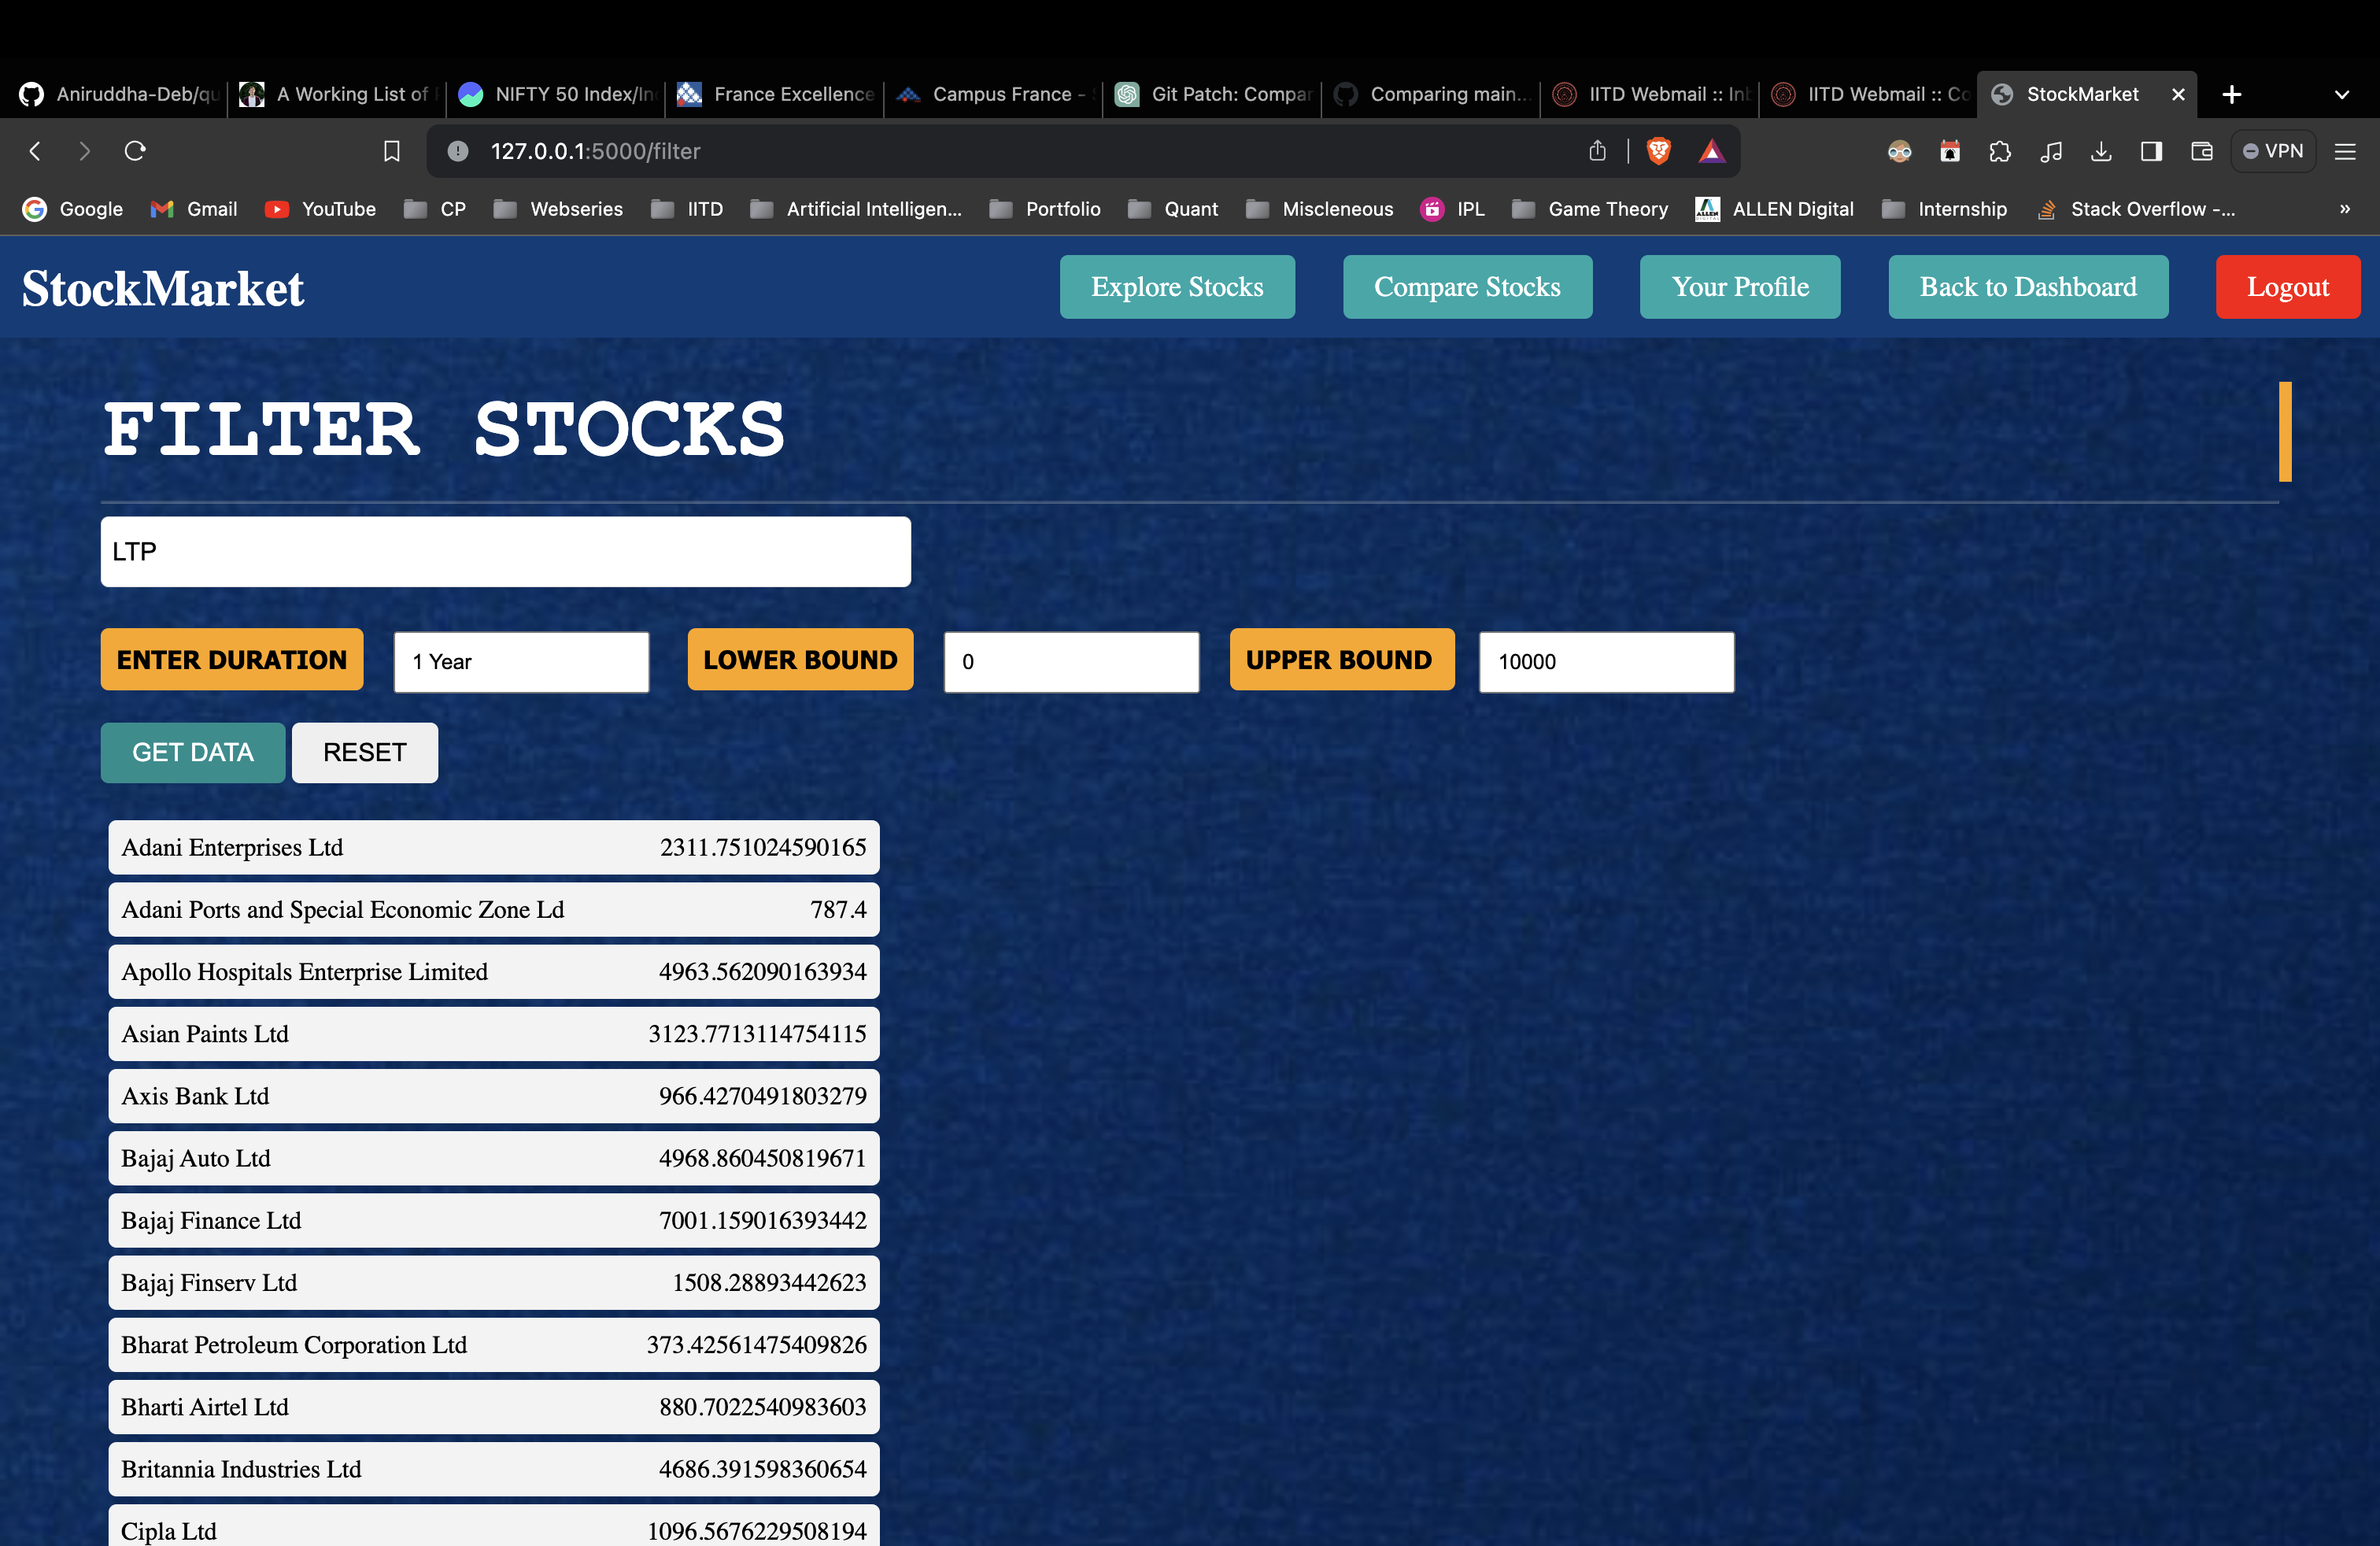 Aniruddha-Deb/qu A Working List of NIFTY 50 Index/In France Excellence Campus France - Git Patch: Compar Comparing main... IITD Webmail :: Inb IITD Webmail :: Co StockMarket
127.0.0.1:5000/filter VPN
Google Gmail YouTube CP Webseries IITD Artificial Intelligen... Portfolio Quant Miscleneous IPL Game Theory ALLEN Digital Internship Stack Overflow -... »
StockMarket Explore Stocks Compare Stocks Your Profile Back to Dashboard Logout
FILTER STOCKS
LTP
ENTER DURATION 1 Year LOWER BOUND 0 UPPER BOUND 10000
GET DATA RESET
Adani Enterprises Ltd 2311.751024590165
Adani Ports and Special Economic Zone Ld 787.4
Apollo Hospitals Enterprise Limited 4963.562090163934
Asian Paints Ltd 3123.7713114754115
Axis Bank Ltd 966.4270491803279
Bajaj Auto Ltd 4968.860450819671
Bajaj Finance Ltd 7001.159016393442
Bajaj Finserv Ltd 1508.28893442623
Bharat Petroleum Corporation Ltd 373.42561475409826
Bharti Airtel Ltd 880.7022540983603
Britannia Industries Ltd 4686.391598360654
Cipla Ltd 1096.5676229508194